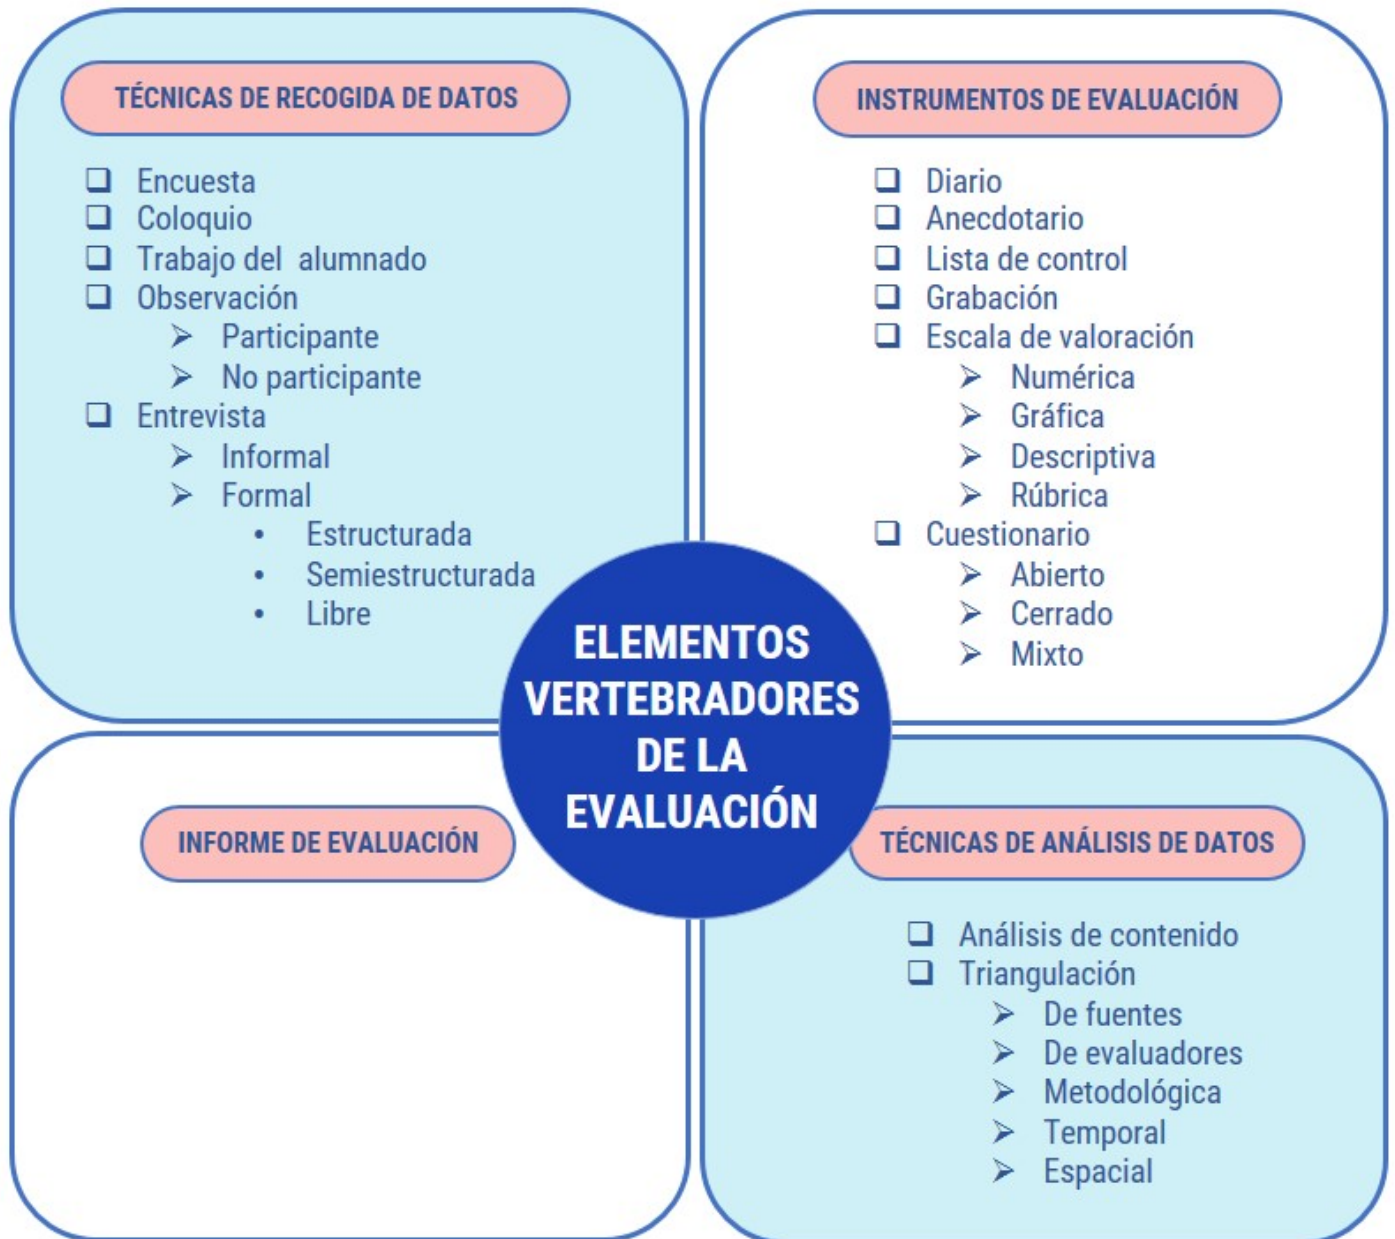 TÉCNICAS DE RECOGIDA DE DATOS
Encuesta
Coloquio
Trabajo del alumnado
Observación
Participante
No participante
Entrevista
Informal
Formal
Estructurada
Semiestructurada
Libre
INSTRUMENTOS DE EVALUACIÓN
Diario
Anecdotario
Lista de control
Grabación
Escala de valoración
Numérica
Gráfica
Descriptiva
Rúbrica
Cuestionario
Abierto
Cerrado
Mixto
ELEMENTOS
VERTEBRADORES
DE LA
EVALUACIÓN
INFORME DE EVALUACIÓN
TÉCNICAS DE ANÁLISIS DE DATOS
Análisis de contenido
Triangulación
De fuentes
De evaluadores
Metodológica
Temporal
Espacial